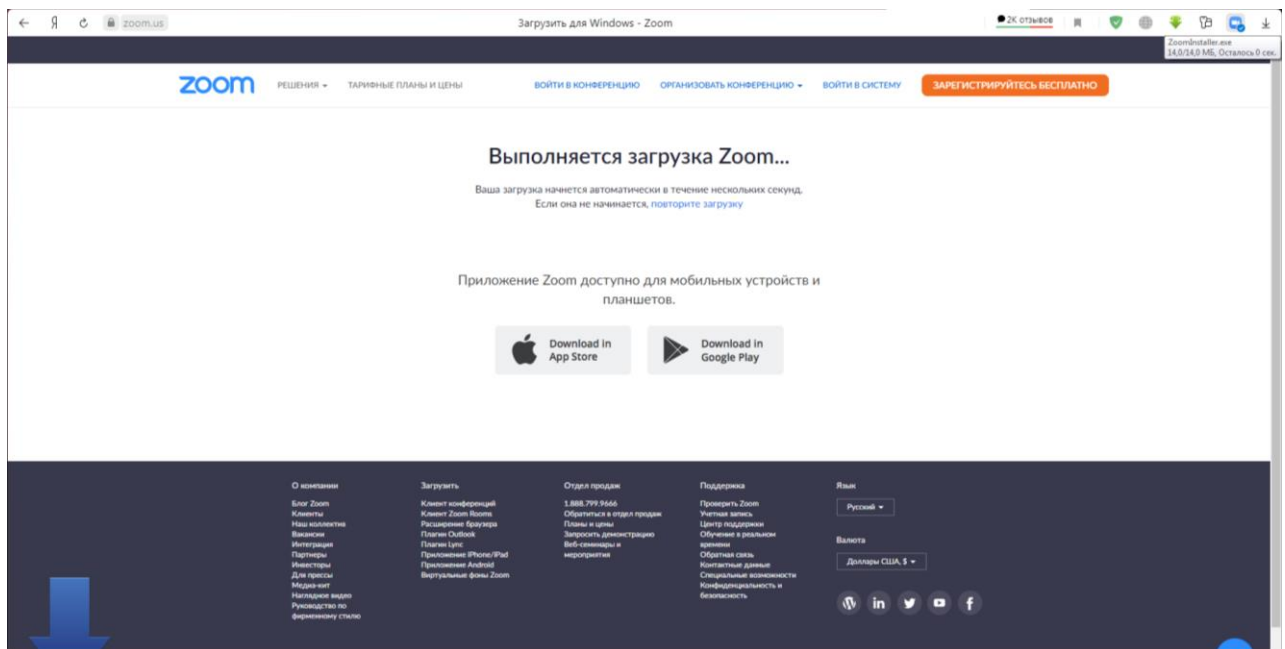 Я
zoom.us
Загрузить для Windows - Zoom
2K отзывов
ZoomInstaller.exe
14,0/14,0 МБ, Осталось 0 сек.
zoom
РЕШЕНИЯ
ТАРИФНЫЕ ПЛАНЫ И ЦЕНЫ
ВОЙТИ В КОНФЕРЕНЦИЮ
ОРГАНИЗОВАТЬ КОНФЕРЕНЦИЮ
ВОЙТИ В СИСТЕМУ
ЗАРЕГИСТРИРУЙТЕСЬ БЕСПЛАТНО
Выполняется загрузка Zoom...
Ваша загрузка начнется автоматически в течение нескольких секунд.
Если она не начинается, повторите загрузку
Приложение Zoom доступно для мобильных устройств и
планшетов.
Download in
App Store
Download in
Google Play
О компании
Блог Zoom
Клиенты
Наш коллектив
Вакансии
Интеграция
Партнеры
Инвесторы
Для прессы
Медиа-кит
Наглядное видео
Руководство по
фирменному стилю
Загрузить
Клиент конференций
Клиент Zoom Rooms
Расширение браузера
Плагин Outlook
Плагин Lync
Приложение iPhone/iPad
Приложение Android
Виртуальные фоны Zoom
Отдел продаж
1.888.799.9666
Обратиться в отдел продаж
Планы и цены
Запросить демонстрацию
Веб-семинары и
мероприятия
Поддержка
Проверить Zoom
Учетная запись
Центр поддержки
Обучение в реальном
времени
Обратная связь
Контактные данные
Специальные возможности
Конфиденциальность и
безопасность
Язык
Русский
Валюта
Доллары США, $